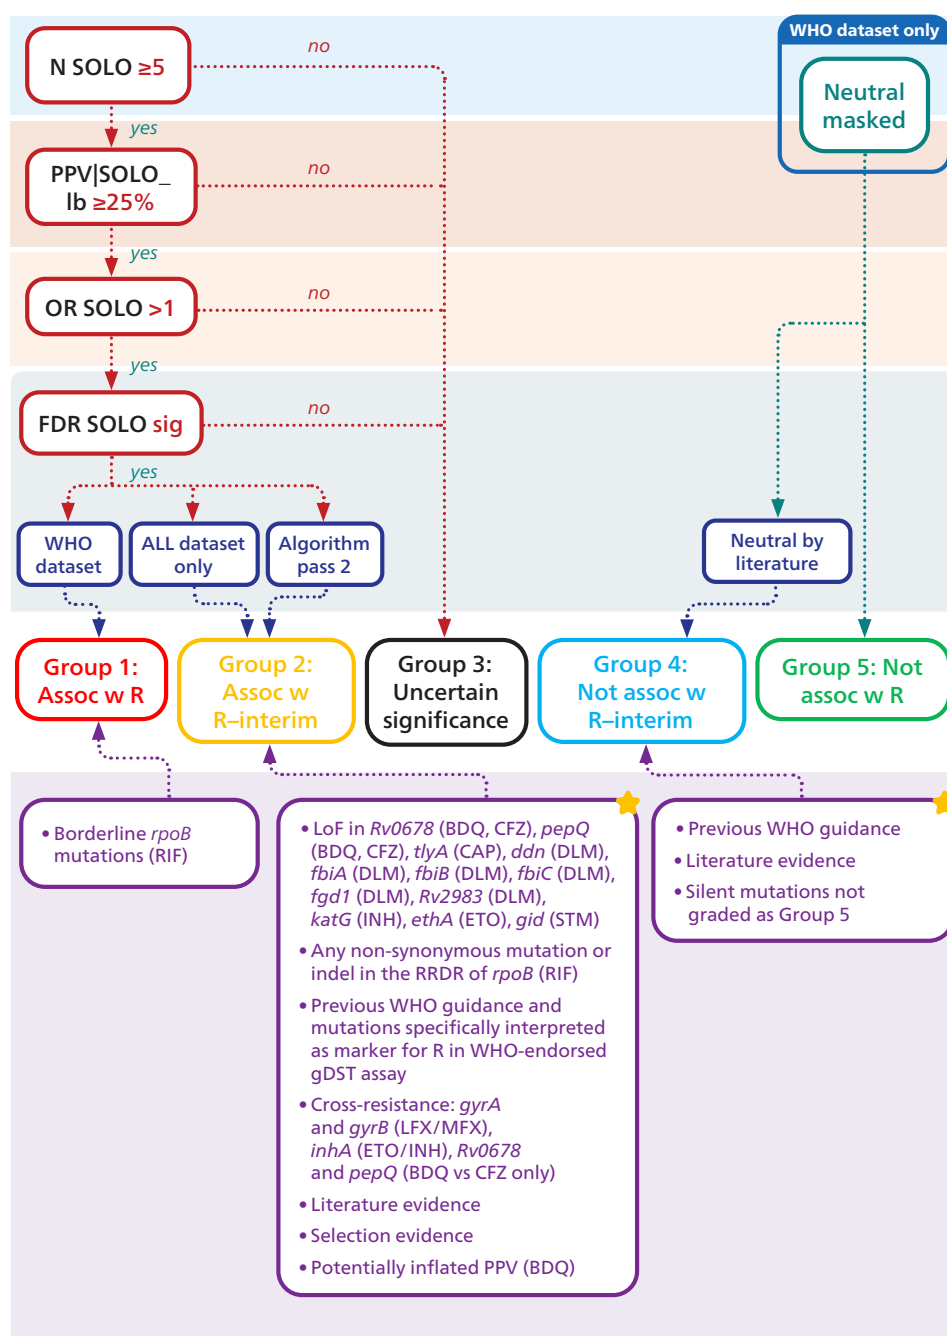 WHO dataset only
N SOLO ≥5
no
Neutral
masked
yes
PPV|SOLO_
lb ≥25%
no
yes
OR SOLO >1
no
yes
FDR SOLO sig
no
yes
WHO
dataset
ALL dataset
only
Algorithm
pass 2
Neutral by
literature
Group 1:
Assoc w R
Group 2:
Assoc w
R–interim
Group 3:
Uncertain
significance
Group 4:
Not assoc w
R–interim
Group 5: Not
assoc w R
• Borderline rpoB
mutations (RIF)
• LoF in Rv0678 (BDQ, CFZ), pepQ
(BDQ, CFZ), tlyA (CAP), ddn (DLM),
fbiA (DLM), fbiB (DLM), fbiC (DLM),
fgd1 (DLM), Rv2983 (DLM),
katG (INH), ethA (ETO), gid (STM)
• Any non-synonymous mutation or
indel in the RRDR of rpoB (RIF)
• Previous WHO guidance and
mutations specifically interpreted
as marker for R in WHO-endorsed
gDST assay
• Cross-resistance: gyrA
and gyrB (LFX/MFX),
inhA (ETO/INH), Rv0678
and pepQ (BDQ vs CFZ only)
• Literature evidence
• Selection evidence
• Potentially inflated PPV (BDQ)
• Previous WHO guidance
• Literature evidence
• Silent mutations not
graded as Group 5